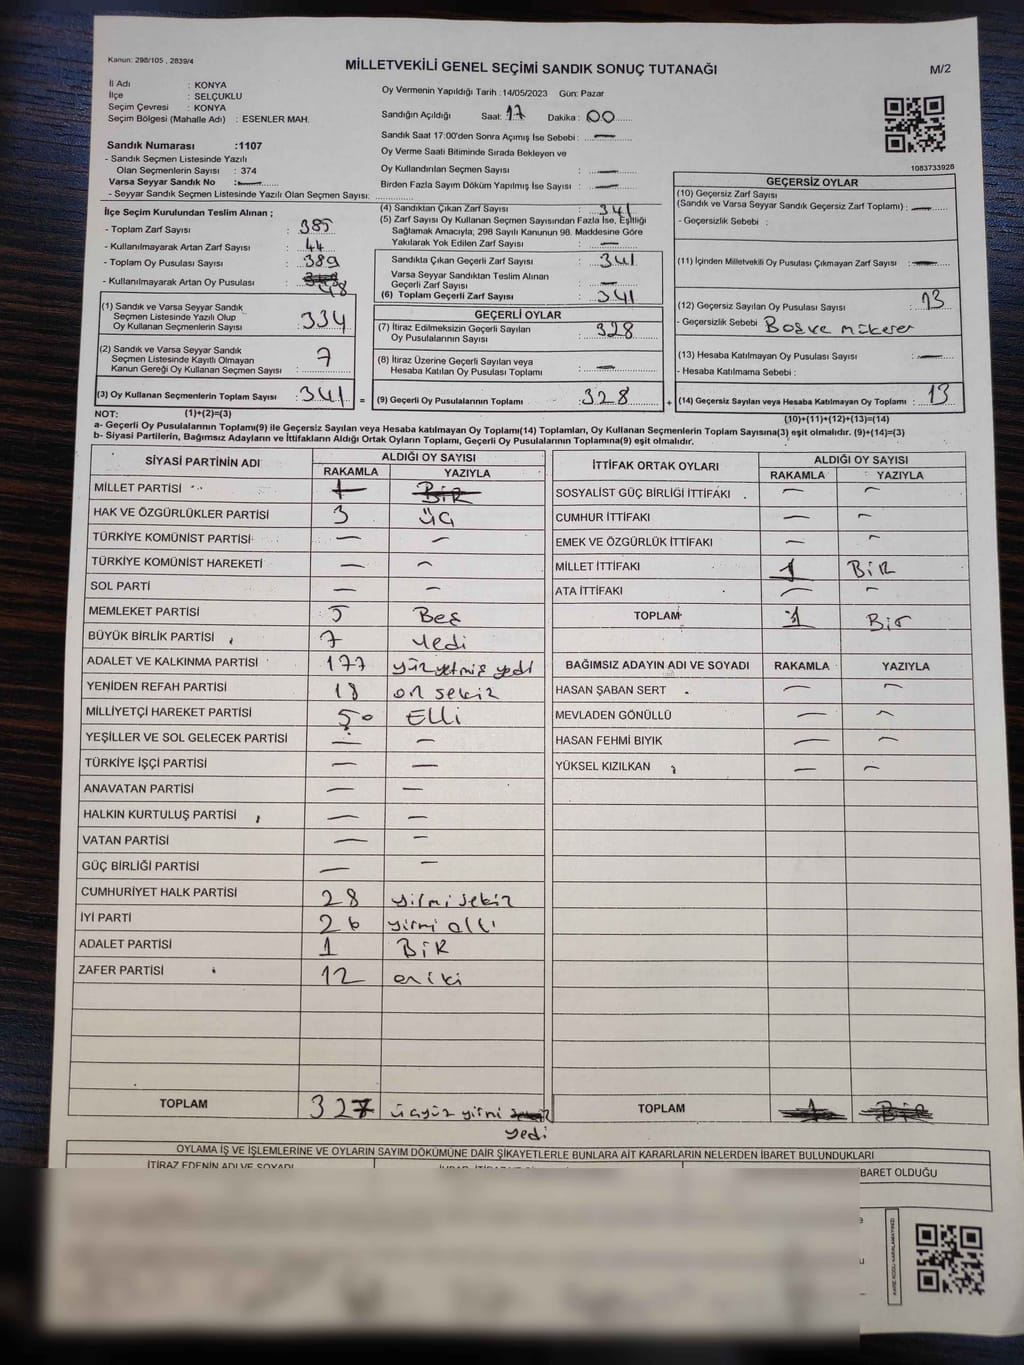 Kanun: 298/105 , 2839/4
MİLLETVEKİLİ GENEL SEÇİMİ SANDIK SONUÇ TUTANAĞI
M/2
İl Adı : KONYA
İlçe : SELÇUKLU
Seçim Çevresi : KONYA
Seçim Bölgesi (Mahalle Adı) : ESENLER MAH.
Oy Vermenin Yapıldığı Tarih :14/05/2023 Gün: Pazar
Sandığın Açıldığı Saat: 17 Dakika : 00
Sandık Saat 17:00'den Sonra Açımış İse Sebebi : —
Oy Verme Saati Bitiminde Sırada Bekleyen ve
Oy Kullandırılan Seçmen Sayısı : —
Birden Fazla Sayım Döküm Yapılmış İse Sayısı : —
1083733928
Sandık Numarası :1107
- Sandık Seçmen Listesinde Yazılı
Olan Seçmenlerin Sayısı : 374
Varsa Seyyar Sandık No : —
- Seyyar Sandık Seçmen Listesinde Yazılı Olan Seçmen Sayısı:
İlçe Seçim Kurulundan Teslim Alınan ;
- Toplam Zarf Sayısı : 385
- Kullanılmayarak Artan Zarf Sayısı : 44
- Toplam Oy Pusulası Sayısı : 389
- Kullanılmayarak Artan Oy Pusulası : 48
(1) Sandık ve Varsa Seyyar Sandık
Seçmen Listesinde Yazılı Olup
Oy Kullanan Seçmenlerin Sayısı : 334
(2) Sandık ve Varsa Seyyar Sandık
Seçmen Listesinde Kayıtlı Olmayan
Kanun Gereği Oy Kullanan Seçmen Sayısı : 7
(3) Oy Kullanan Seçmenlerin Toplam Sayısı : 341 =
(4) Sandıktan Çıkan Zarf Sayısı : 341
(5) Zarf Sayısı Oy Kullanan Seçmen Sayısından Fazla İse, Eşitliği
Sağlamak Amacıyla; 298 Sayılı Kanunun 98. Maddesine Göre
Yakılarak Yok Edilen Zarf Sayısı : —
Sandıkta Çıkan Geçerli Zarf Sayısı : 341
Varsa Seyyar Sandıktan Teslim Alınan
Geçerli Zarf Sayısı : —
(6) Toplam Geçerli Zarf Sayısı : 341
GEÇERLİ OYLAR
(7) İtiraz Edilmeksizin Geçerli Sayılan
Oy Pusulalarının Sayısı : 328
(8) İtiraz Üzerine Geçerli Sayılan veya
Hesaba Katılan Oy Pusulası Toplamı : —
(9) Geçerli Oy Pusulalarının Toplamı : 328 +
GEÇERSİZ OYLAR
(10) Geçersiz Zarf Sayısı
(Sandık ve Varsa Seyyar Sandık Geçersiz Zarf Toplamı) : —
- Geçersizlik Sebebi :
(11) İçinden Milletvekili Oy Pusulası Çıkmayan Zarf Sayısı : —
(12) Geçersiz Sayılan Oy Pusulası Sayısı : 13
- Geçersizlik Sebebi : Boş ve mükerer
(13) Hesaba Katılmayan Oy Pusulası Sayısı : —
- Hesaba Katılmama Sebebi :
(14) Geçersiz Sayılan veya Hesaba Katılmayan Oy Toplamı : 13
NOT: (1)+(2)=(3) (10)+(11)+(12)+(13)=(14)
a- Geçerli Oy Pusulalarının Toplamı(9) ile Geçersiz Sayılan veya Hesaba katılmayan Oy Toplamı(14) Toplamları, Oy Kullanan Seçmenlerin Toplam Sayısına(3) eşit olmalıdır. (9)+(14)=(3)
b- Siyasi Partilerin, Bağımsız Adayların ve İttifakların Aldığı Ortak Oyların Toplamı, Geçerli Oy Pusulalarının Toplamına(9) eşit olmalıdır.
SİYASİ PARTİNİN ADI ALDIĞI OY SAYISI
RAKAMLA YAZIYLA
MİLLET PARTİSİ 1 BİR
HAK VE ÖZGÜRLÜKLER PARTİSİ 3 üç
TÜRKİYE KOMÜNİST PARTİSİ — —
TÜRKİYE KOMÜNİST HAREKETİ — —
SOL PARTİ — —
MEMLEKET PARTİSİ 5 Beş
BÜYÜK BİRLİK PARTİSİ 7 yedi
ADALET VE KALKINMA PARTİSİ 177 yüz yetmiş yedi
YENİDEN REFAH PARTİSİ 18 on sekiz
MİLLİYETÇİ HAREKET PARTİSİ 50 ELLİ
YEŞİLLER VE SOL GELECEK PARTİSİ — —
TÜRKİYE İŞÇİ PARTİSİ — —
ANAVATAN PARTİSİ — —
HALKIN KURTULUŞ PARTİSİ — —
VATAN PARTİSİ — —
GÜÇ BİRLİĞİ PARTİSİ — —
CUMHURİYET HALK PARTİSİ 28 yirmi sekiz
İYİ PARTİ 26 yirmi altı
ADALET PARTİSİ 1 BİR
ZAFER PARTİSİ 12 oniki
TOPLAM 327 üçyüz yirmi sekiz
yedi
İTTİFAK ORTAK OYLARI ALDIĞI OY SAYISI
RAKAMLA YAZIYLA
SOSYALİST GÜÇ BİRLİĞİ İTTİFAKI — —
CUMHUR İTTİFAKI — —
EMEK VE ÖZGÜRLÜK İTTİFAKI — —
MİLLET İTTİFAKI 1 BİR
ATA İTTİFAKI — —
TOPLAM 1 Bir
BAĞIMSIZ ADAYIN ADI VE SOYADI RAKAMLA YAZIYLA
HASAN ŞABAN SERT — —
MEVLADEN GÖNÜLLÜ — —
HASAN FEHMİ BIYIK — —
YÜKSEL KIZILKAN — —
TOPLAM 1 BİR
OYLAMA İŞ VE İŞLEMLERİNE VE OYLARIN SAYIM DÖKÜMÜNE DAİR ŞİKAYETLERLE BUNLARA AİT KARARLARIN NELERDEN İBARET BULUNDUKLARI
İTİRAZ EDENİN ADI VE SOYADI
BARET OLDUĞU